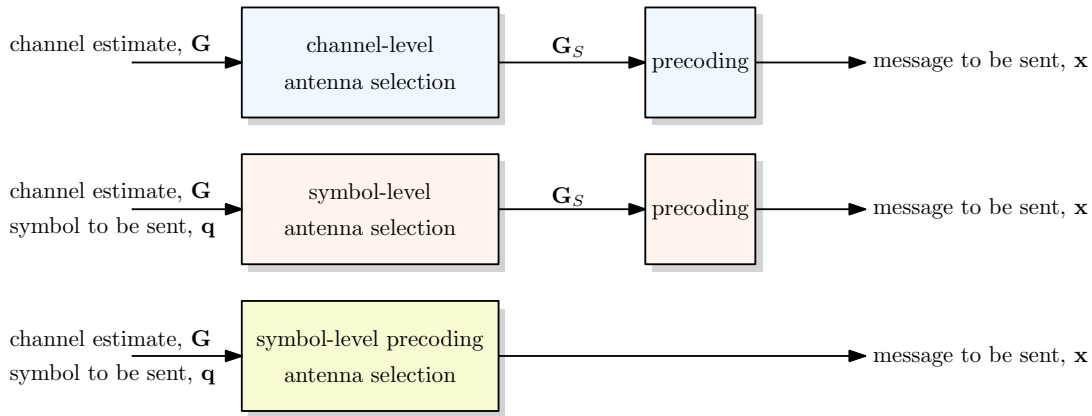 channel estimate, G
channel-level
antenna selection
G_S
precoding
message to be sent, x
channel estimate, G
symbol to be sent, q
symbol-level
antenna selection
G_S
precoding
message to be sent, x
channel estimate, G
symbol to be sent, q
symbol-level precoding
antenna selection
message to be sent, x